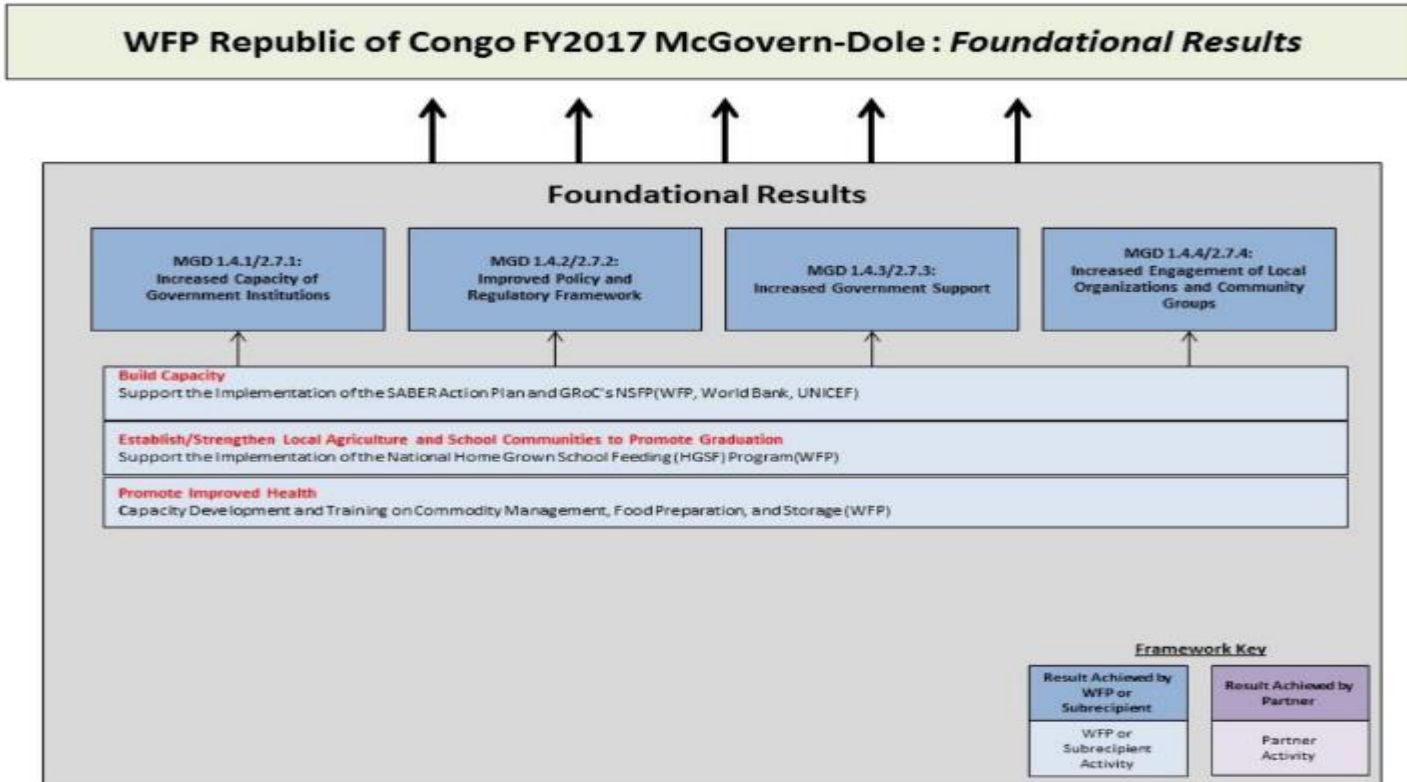 WFP Republic of Congo FY2017 McGovern-Dole : Foundational Results
Foundational Results
MGD 1.4.1/2.7.1:
Increased Capacity of
Government Institutions
MGD 1.4.2/2.7.2:
Improved Policy and
Regulatory Framework
MGD 1.4.3/2.7.3:
Increased Government Support
MGD 1.4.4/2.7.4:
Increased Engagement of Local
Organizations and Community
Groups
Build Capacity
Support the Implementation of the SABER Action Plan and GRoC's NSFP(WFP, World Bank, UNICEF)
Establish/Strengthen Local Agriculture and School Communities to Promote Graduation
Support the Implementation of the National Home Grown School Feeding (HGSF) Program(WFP)
Promote Improved Health
Capacity Development and Training on Commodity Management, Food Preparation, and Storage (WFP)
Framework Key
Result Achieved by
WFP or
Subrecipient
WFP or
Subrecipient
Activity
Result Achieved by
Partner
Partner
Activity